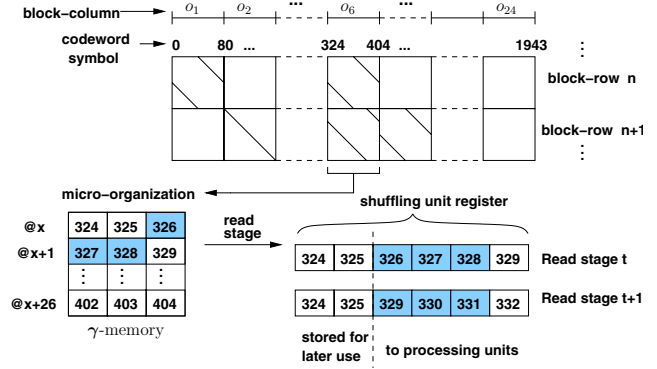 block-column o1 o2 ... o6 ... o24
codeword symbol 0 80 ... 324 404 ... 1943 ⋮
block-row n
block-row n+1
⋮
micro-organization
shuffling unit register
@x 324 325 326
read stage
@x+1 327 328 329
324 325 326 327 328 329 Read stage t
⋮ ⋮ ⋮
@x+26 402 403 404
324 325 329 330 331 332 Read stage t+1
γ-memory
stored for later use
to processing units